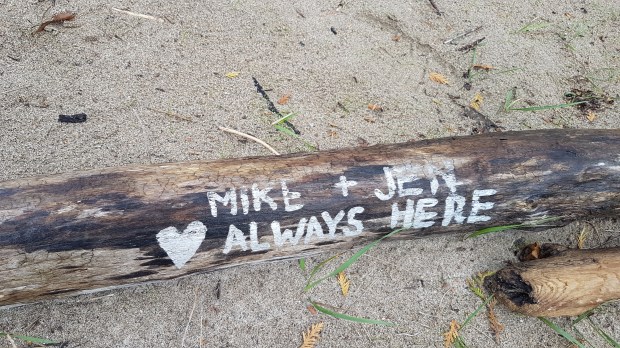 MIKE + JEN
♥ ALWAYS HERE